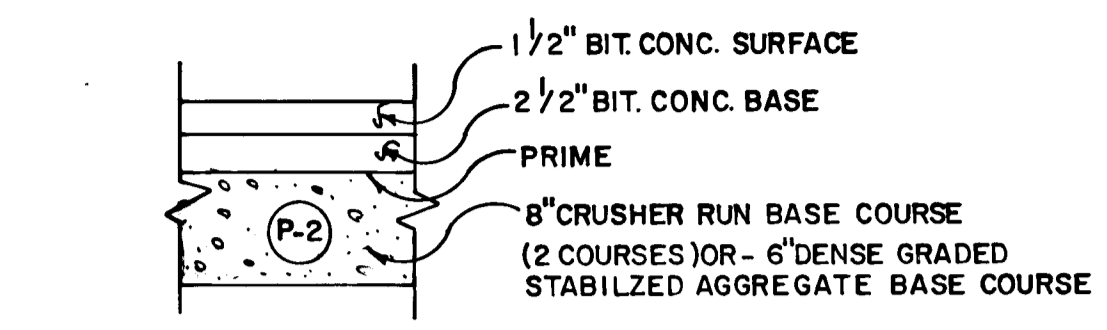 1 1/2" BIT. CONC. SURFACE
2 1/2" BIT. CONC. BASE
PRIME
8" CRUSHER RUN BASE COURSE
(2 COURSES) OR - 6" DENSE GRADED
STABILZED AGGREGATE BASE COURSE
P-2